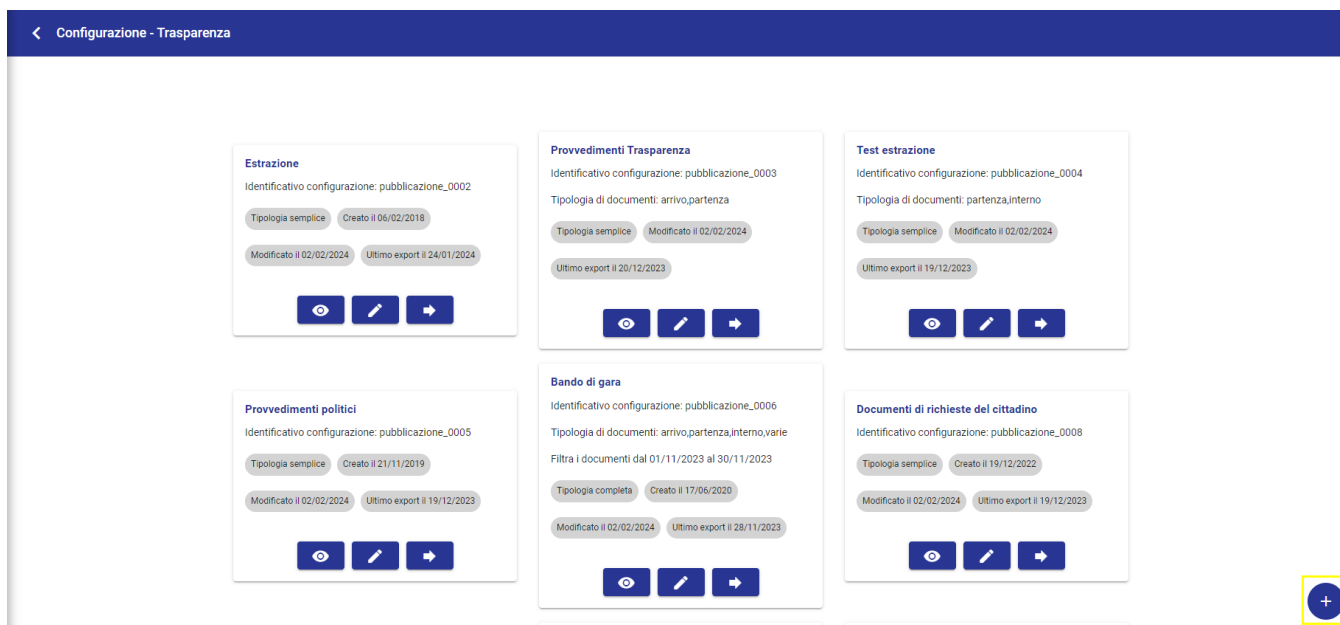 Configurazione - Trasparenza
Estrazione
Identificativo configurazione: pubblicazione_0002
Tipologia semplice Creato il 06/02/2018
Modificato il 02/02/2024 Ultimo export il 24/01/2024
Provvedimenti Trasparenza
Identificativo configurazione: pubblicazione_0003
Tipologia di documenti: arrivo,partenza
Tipologia semplice Modificato il 02/02/2024
Ultimo export il 20/12/2023
Test estrazione
Identificativo configurazione: pubblicazione_0004
Tipologia di documenti: partenza,interno
Tipologia semplice Modificato il 02/02/2024
Ultimo export il 19/12/2023
Provvedimenti politici
Identificativo configurazione: pubblicazione_0005
Tipologia semplice Creato il 21/11/2019
Modificato il 02/02/2024 Ultimo export il 19/12/2023
Bando di gara
Identificativo configurazione: pubblicazione_0006
Tipologia di documenti: arrivo,partenza,interno,varie
Filtra i documenti dal 01/11/2023 al 30/11/2023
Tipologia completa Creato il 17/06/2020
Modificato il 02/02/2024 Ultimo export il 28/11/2023
Documenti di richieste del cittadino
Identificativo configurazione: pubblicazione_0008
Tipologia semplice Creato il 19/12/2022
Modificato il 02/02/2024 Ultimo export il 19/12/2023